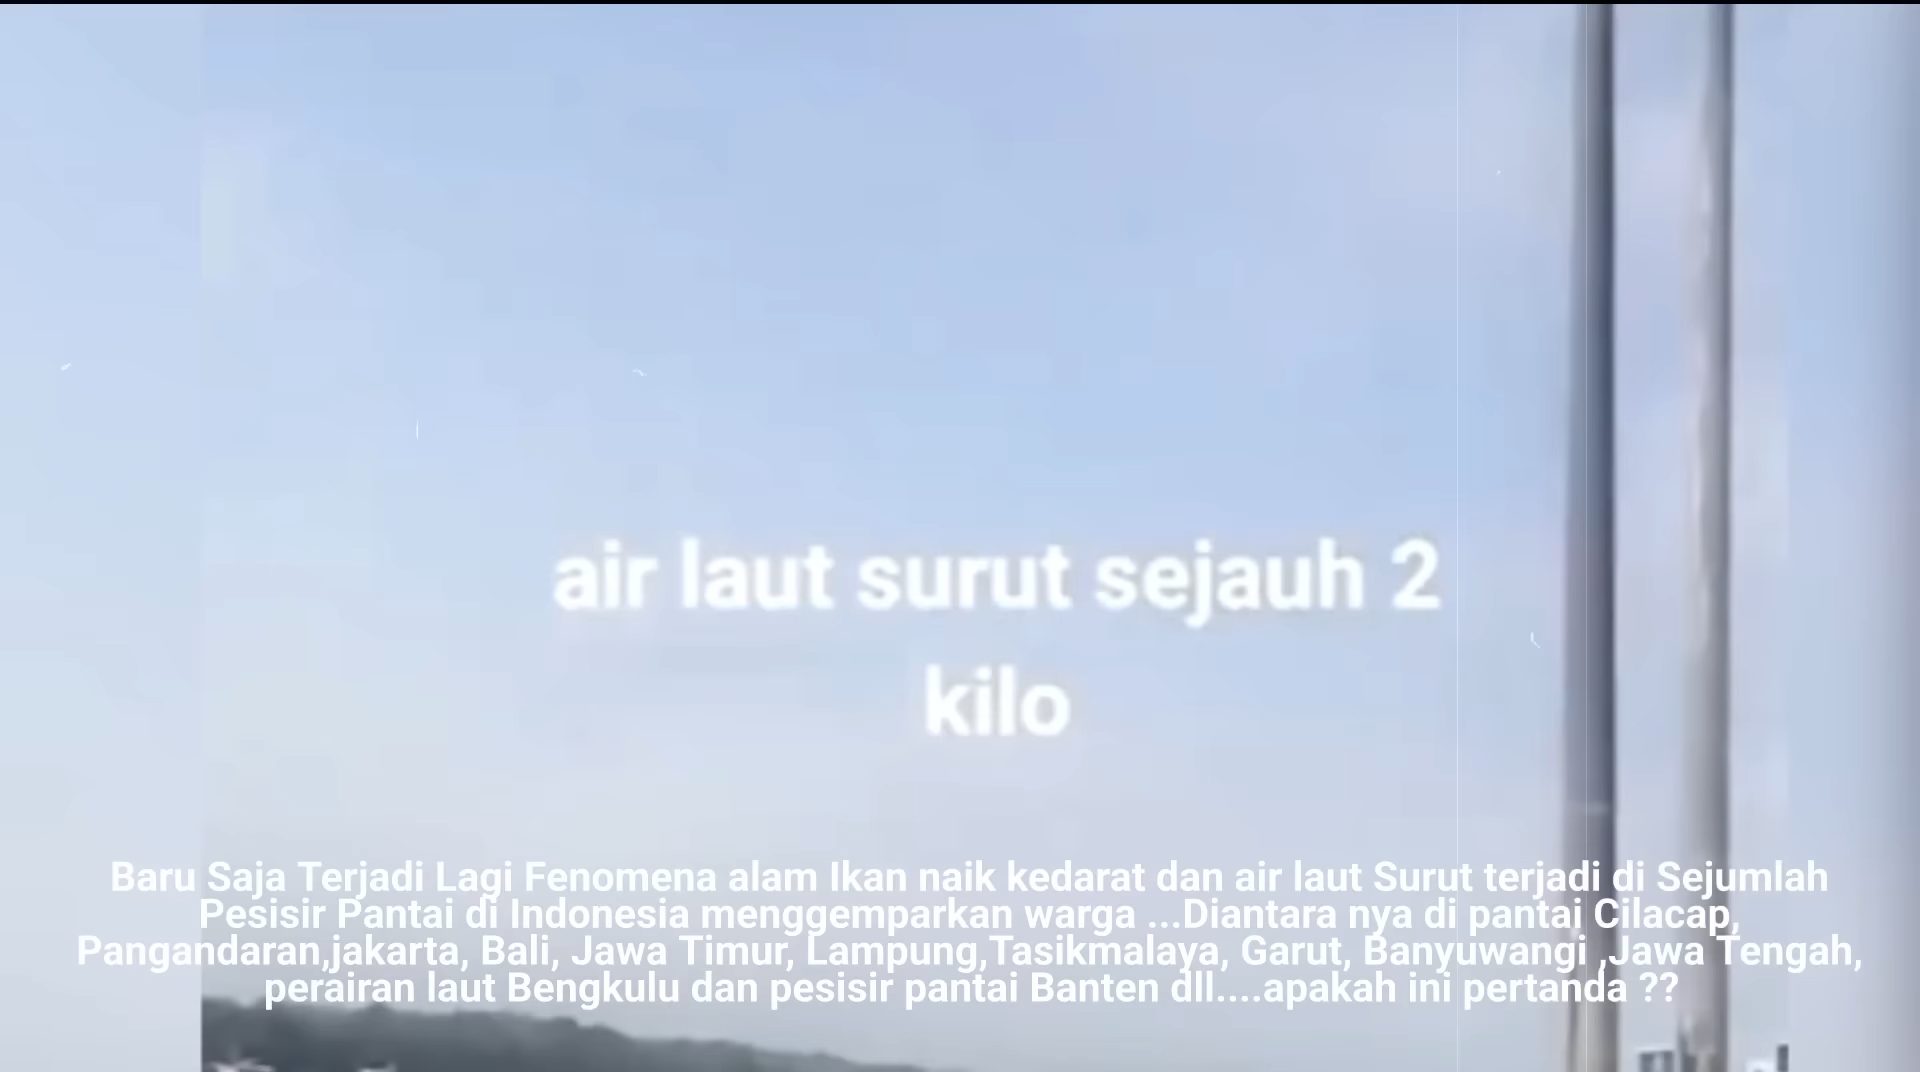 air laut surut sejauh 2
kilo
Baru Saja Terjadi Lagi Fenomena alam Ikan naik kedarat dan air laut Surut terjadi di Sejumlah
Pesisir Pantai di Indonesia menggemparkan warga ...Diantara nya di pantai Cilacap,
Pangandaran,jakarta, Bali, Jawa Timur, Lampung,Tasikmalaya, Garut, Banyuwangi ,Jawa Tengah,
perairan laut Bengkulu dan pesisir pantai Banten dll....apakah ini pertanda ??